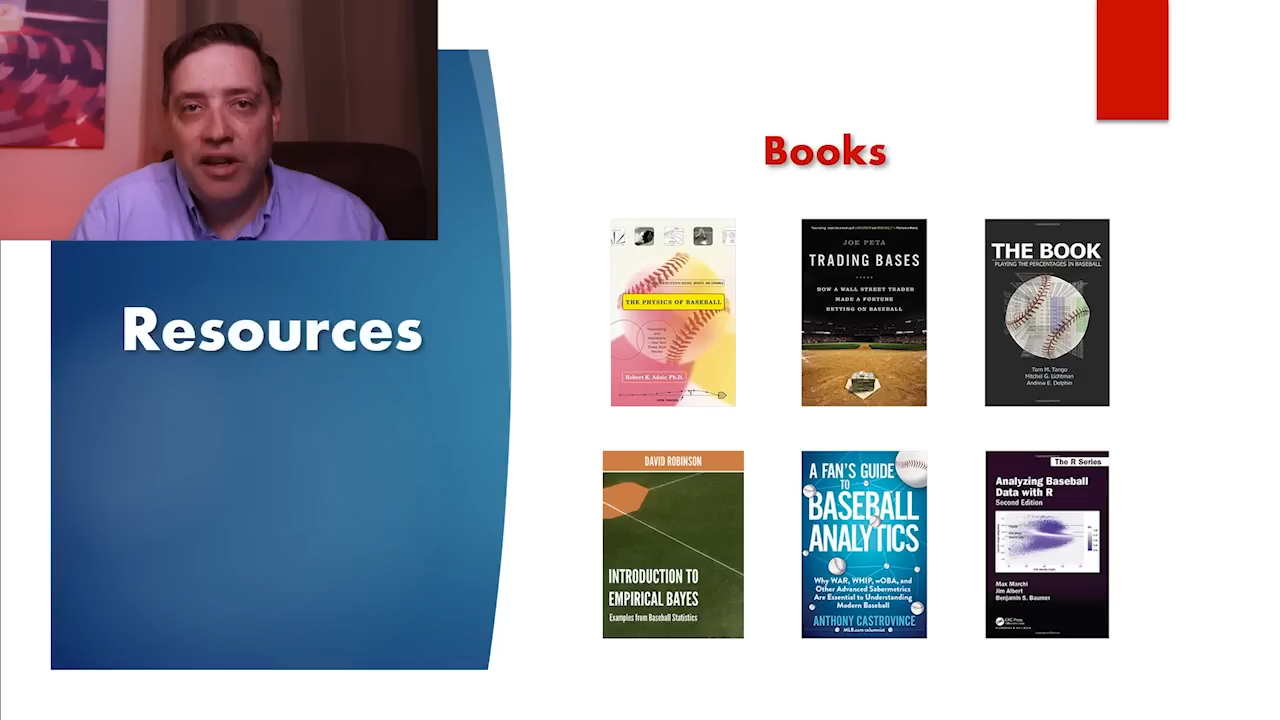 Resources
Books
THE PHYSICS OF BASEBALL
Robert K. Adair, Ph.D.
JOE PETA
TRADING BASES
HOW A WALL STREET TRADER
MADE A FORTUNE
BETTING ON BASEBALL
THE BOOK
PLAYING THE PERCENTAGES IN BASEBALL
Tom M. Tango
Mitchel G. Lichtman
Andrew E. Dolphin
DAVID ROBINSON
INTRODUCTION TO
EMPIRICAL BAYES
Examples from Baseball Statistics
A FAN'S GUIDE
TO
BASEBALL
ANALYTICS
Why WAR, WHIP, wOBA, and
Other Advanced Sabermetrics
Are Essential to Understanding
Modern Baseball
ANTHONY CASTROVINCE
MLB.com columnist
The R Series
Analyzing Baseball
Data with R
Second Edition
Max Marchi
Jim Albert
Benjamin S. Baumer
CRC Press